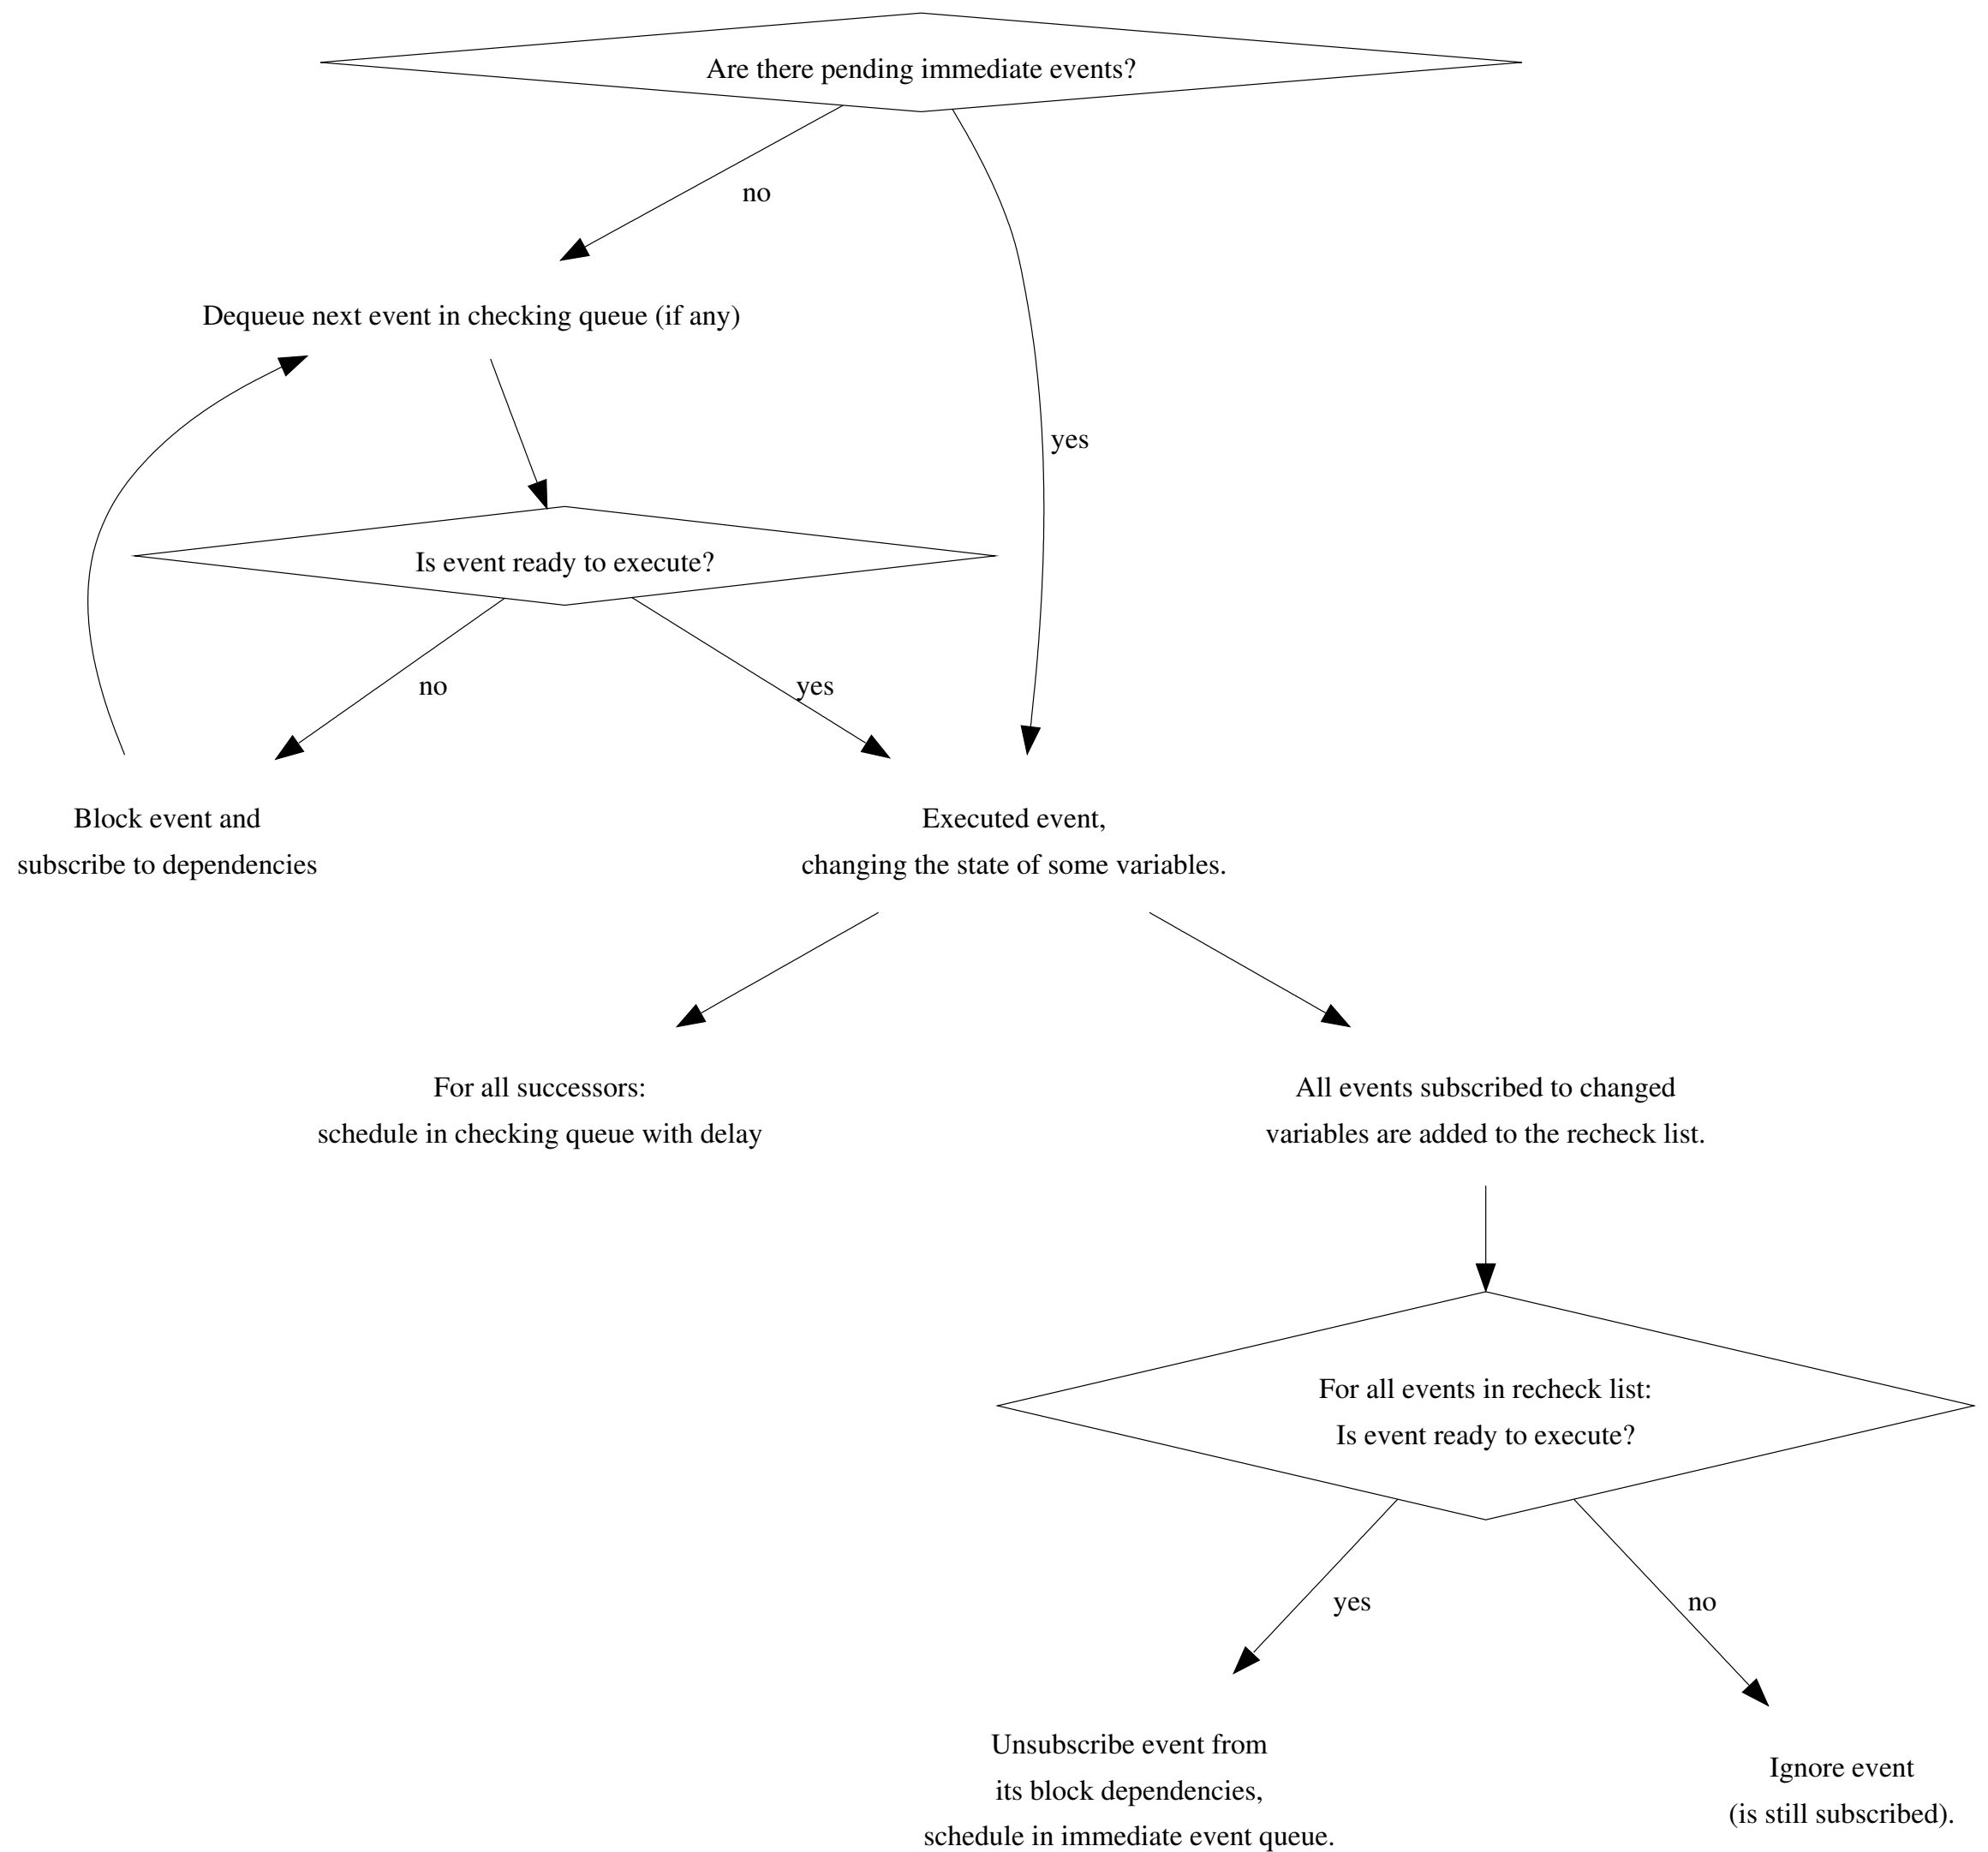 Are there pending immediate events?
no
Dequeue next event in checking queue (if any)
yes
Is event ready to execute?
no
yes
Block event and
subscribe to dependencies
Executed event,
changing the state of some variables.
For all successors:
schedule in checking queue with delay
All events subscribed to changed
variables are added to the recheck list.
For all events in recheck list:
Is event ready to execute?
yes
no
Unsubscribe event from
its block dependencies,
schedule in immediate event queue.
Ignore event
(is still subscribed).